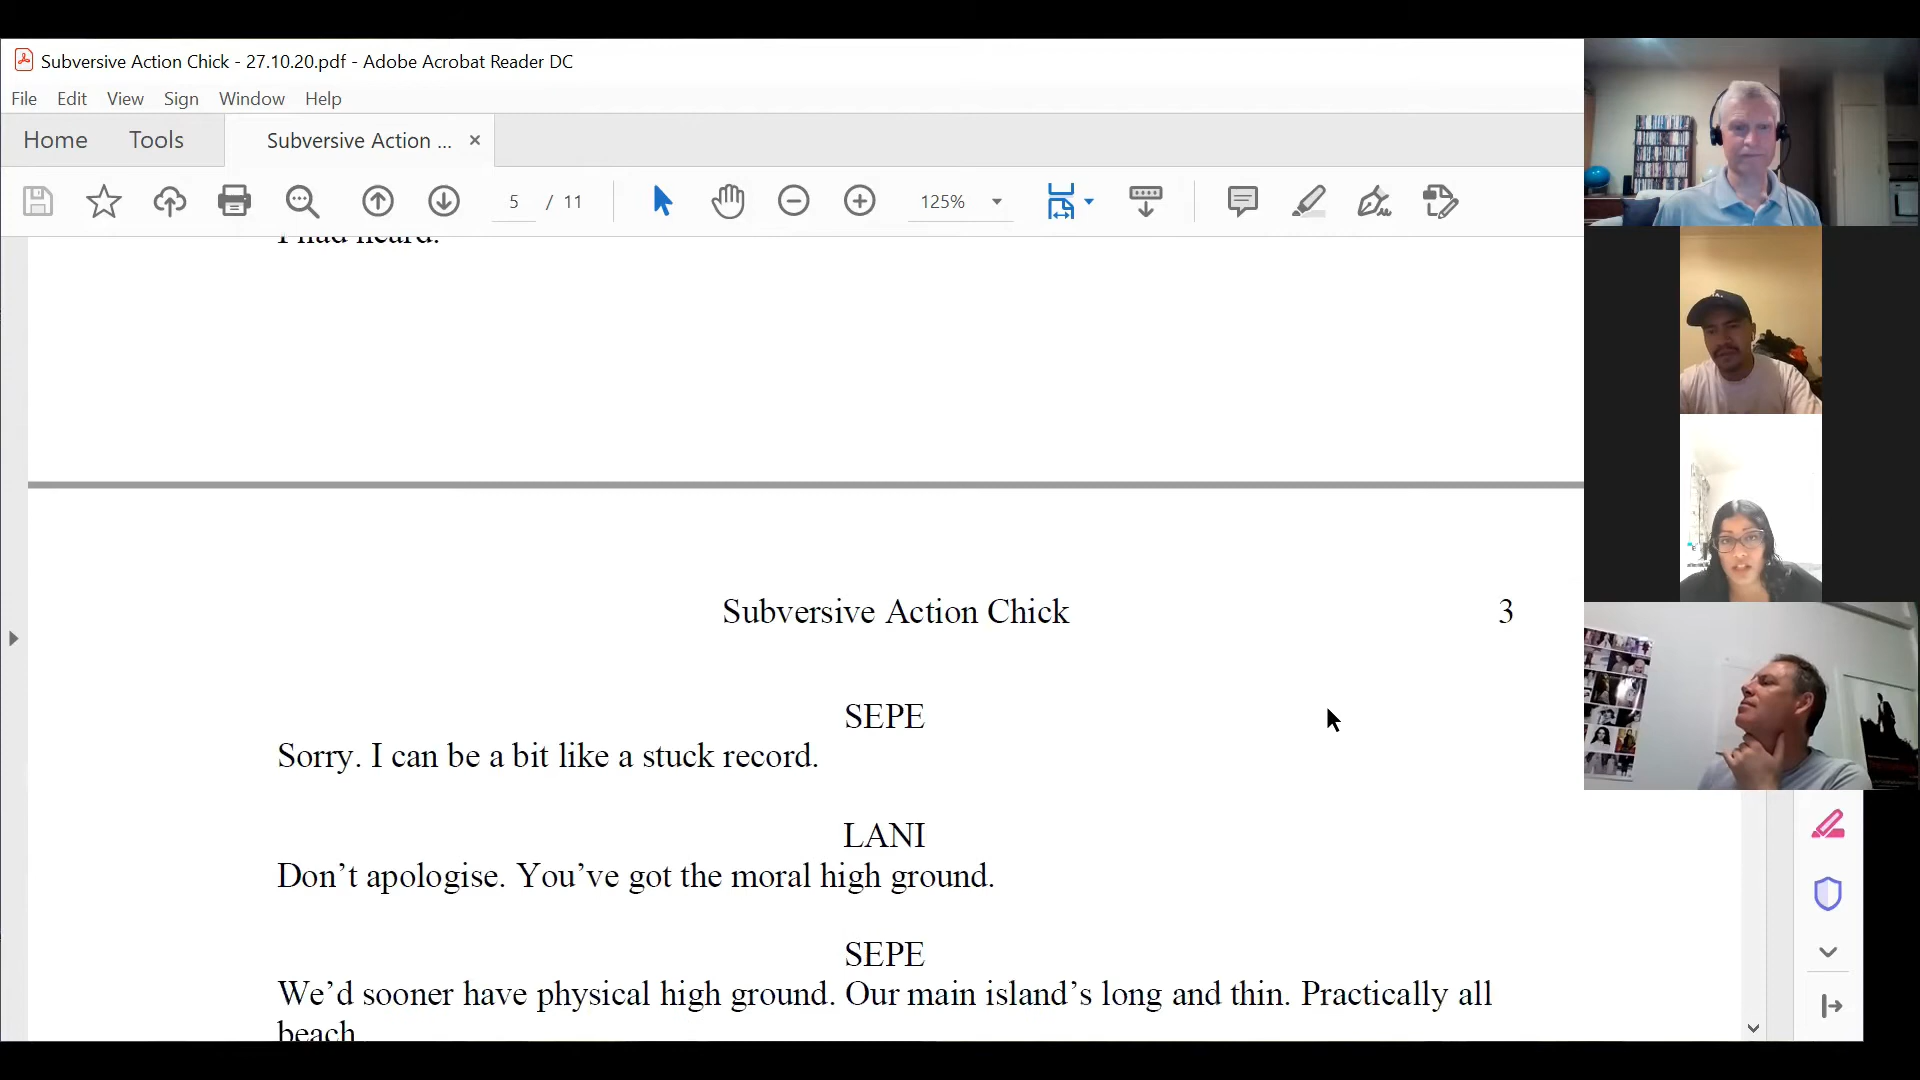 Subversive Action Chick - 27.10.20.pdf - Adobe Acrobat Reader DC
File Edit View Sign Window Help
Home Tools Subversive Action ... ×
5 / 11 125%
I had heard.
Subversive Action Chick 3
SEPE
Sorry. I can be a bit like a stuck record.
LANI
Don’t apologise. You’ve got the moral high ground.
SEPE
We’d sooner have physical high ground. Our main island’s long and thin. Practically all
beach.